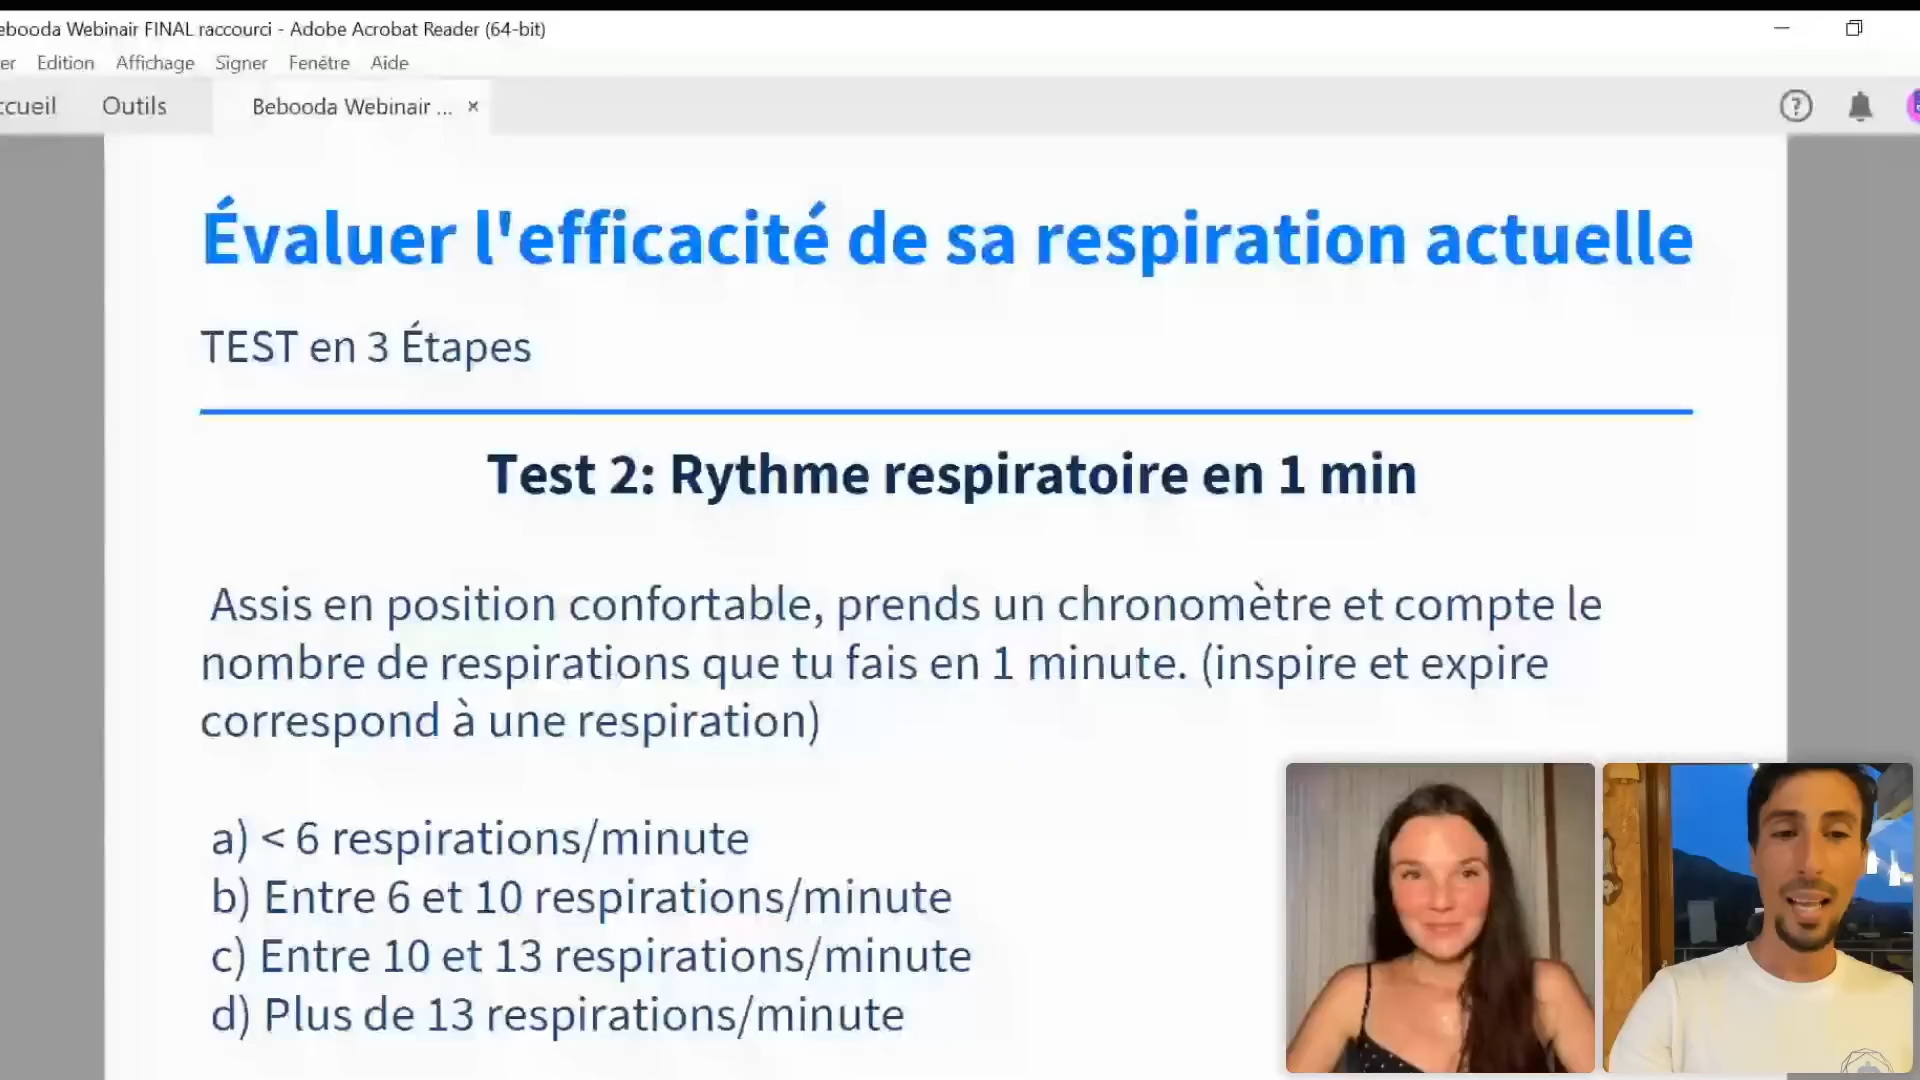 ebooda Webinair FINAL raccourci - Adobe Acrobat Reader (64-bit)
er Edition Affichage Signer Fenêtre Aide
ccueil Outils Bebooda Webinair ... ×
Évaluer l'efficacité de sa respiration actuelle
TEST en 3 Étapes
Test 2: Rythme respiratoire en 1 min
Assis en position confortable, prends un chronomètre et compte le
nombre de respirations que tu fais en 1 minute. (inspire et expire
correspond à une respiration)
a) < 6 respirations/minute
b) Entre 6 et 10 respirations/minute
c) Entre 10 et 13 respirations/minute
d) Plus de 13 respirations/minute